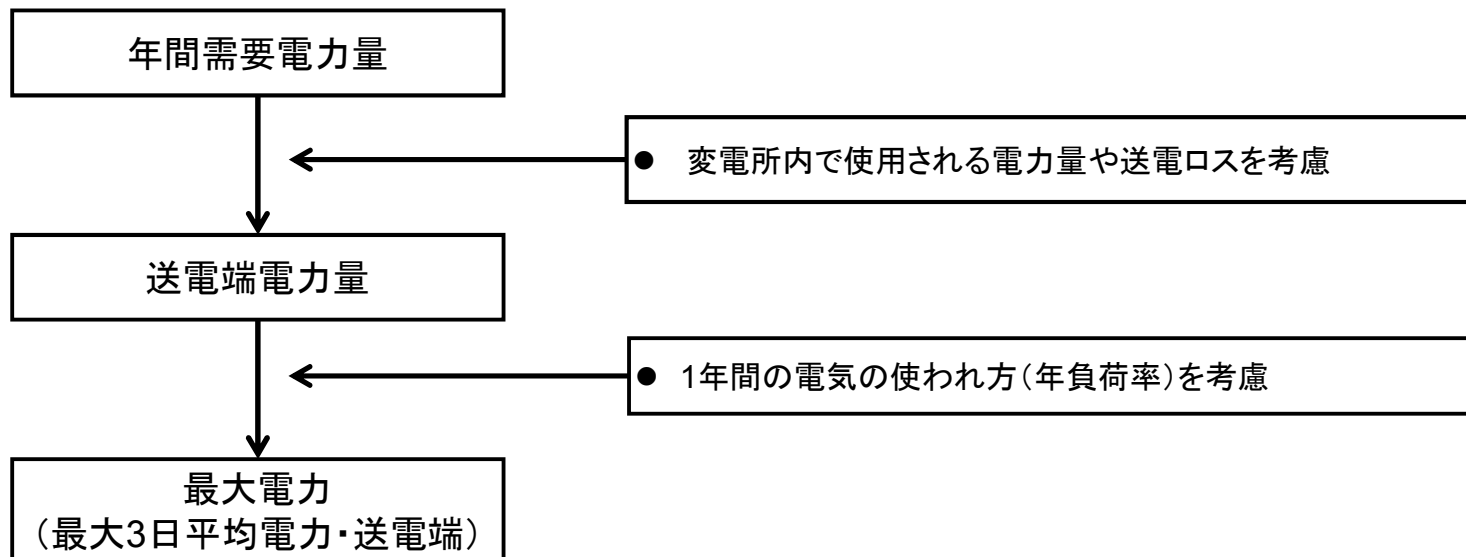 年間需要電力量
● 変電所内で使用される電力量や送電ロスを考慮
送電端電力量
● 1年間の電気の使われ方(年負荷率)を考慮
最大電力
(最大3日平均電力・送電端)